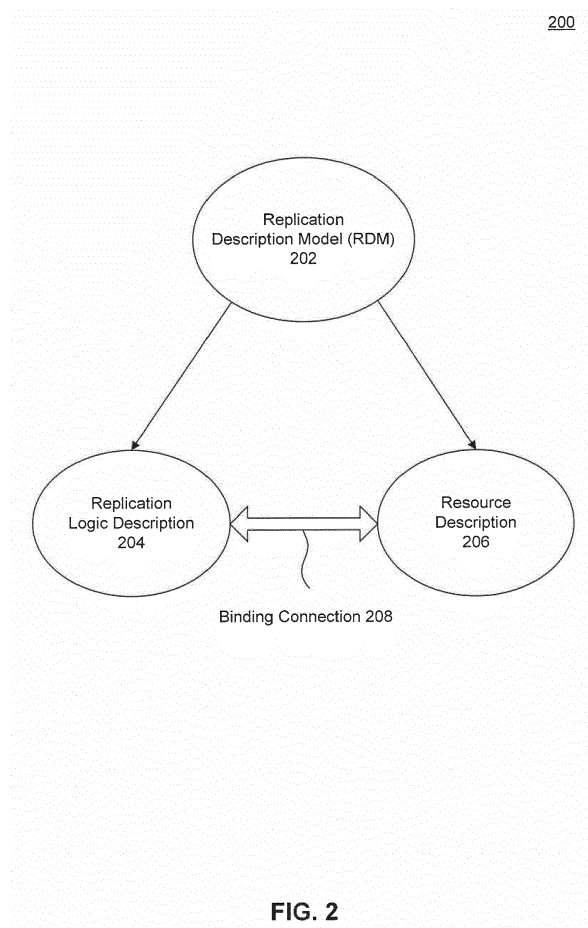 200
Replication
Description Model (RDM)
202
Replication
Logic Description
204
Resource
Description
206
Binding Connection 208
FIG. 2